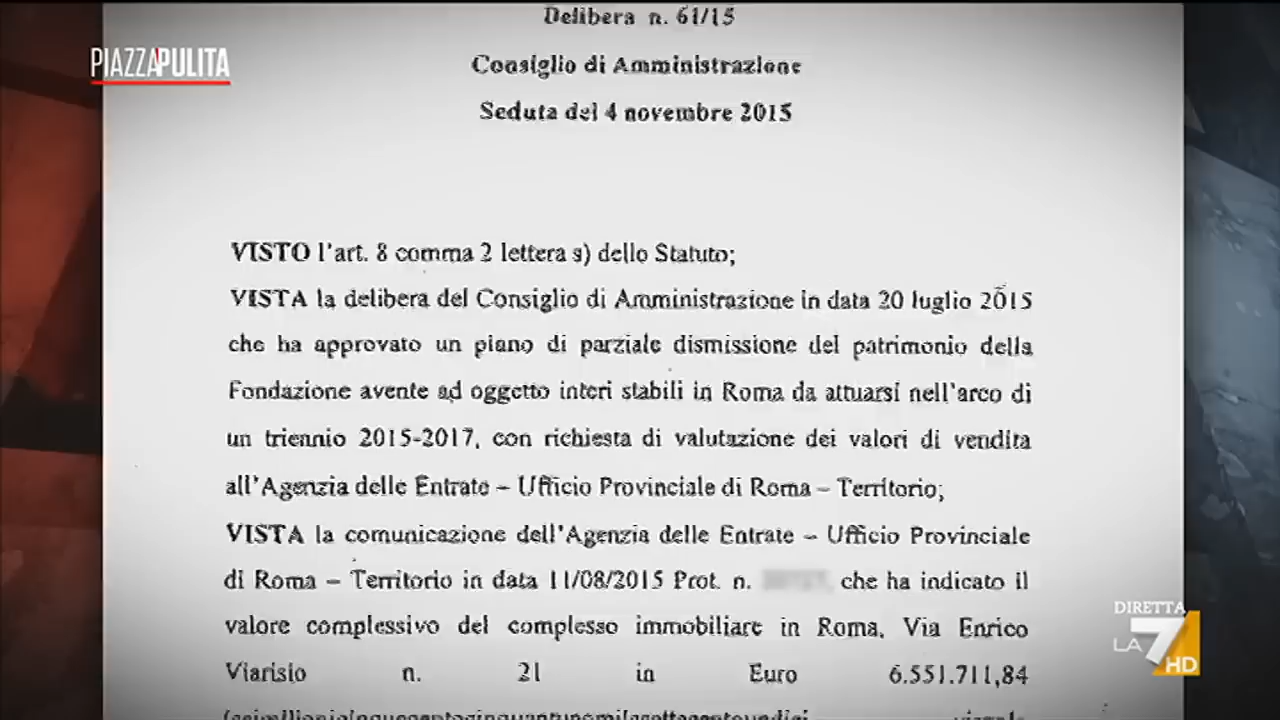 Delibera n. 61/15
PIAZZAPULITA
Consiglio di Amministrazione
Seduta del 4 novembre 2015
VISTO l'art. 8 comma 2 lettera s) dello Statuto;
VISTA la delibera del Consiglio di Amministrazione in data 20 luglio 2015
che ha approvato un piano di parziale dismissione del patrimonio della
Fondazione avente ad oggetto interi stabili in Roma da attuarsi nell'arco di
un triennio 2015-2017, con richiesta di valutazione dei valori di vendita
all'Agenzia delle Entrate – Ufficio Provinciale di Roma – Territorio;
VISTA la comunicazione dell'Agenzia delle Entrate – Ufficio Provinciale
di Roma – Territorio in data 11/08/2015 Prot. n. che ha indicato il
valore complessivo del complesso immobiliare in Roma, Via Enrico
Viarisio n. 21 in Euro 6.551.711,84
DIRETTA
LA 7 HD